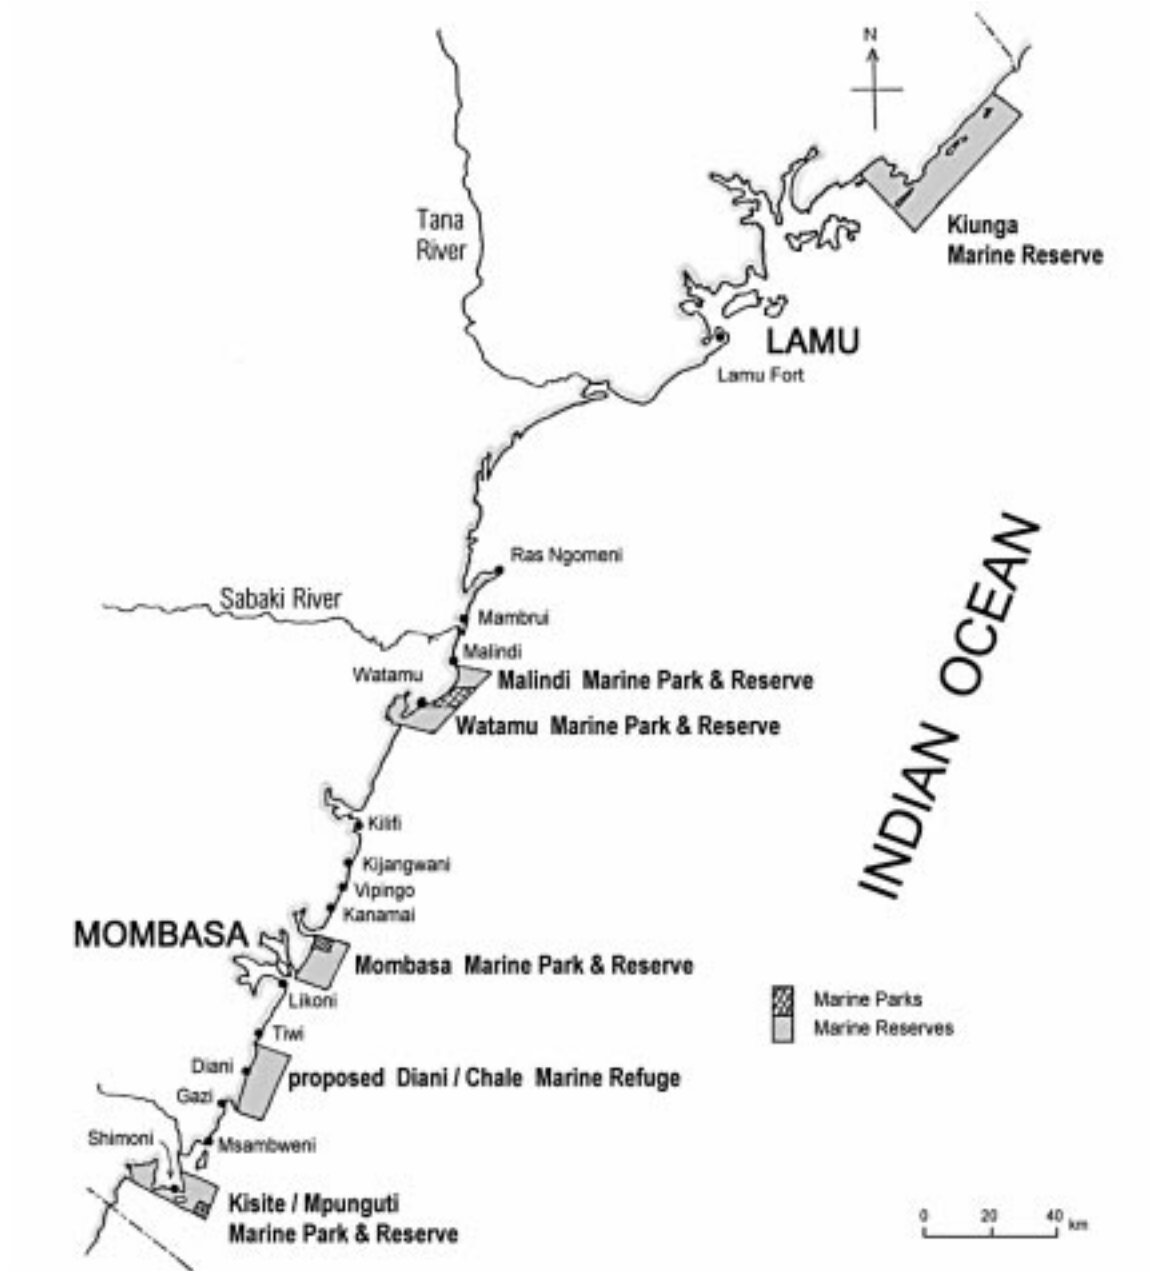 N
Tana
River
Kiunga
Marine Reserve
LAMU
Lamu Fort
Ras Ngomeni
Sabaki River
Mambrui
Malindi
Watamu
Malindi Marine Park & Reserve
Watamu Marine Park & Reserve
INDIAN OCEAN
Kilifi
Kijangwani
Vipingo
Kanamai
MOMBASA
Mombasa Marine Park & Reserve
Likoni
Marine Parks
Marine Reserves
Tiwi
Diani
proposed Diani / Chale Marine Refuge
Gazi
Shimoni
Msambweni
Kisite / Mpunguti
Marine Park & Reserve
0 20 40 km